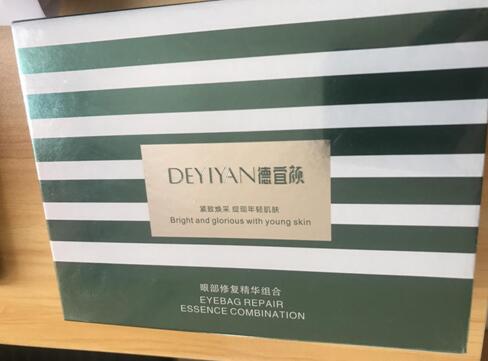 DEYIYAN德宜颜
紧致焕采 绽现年轻肌肤
Bright and glorious with young skin
眼部修复精华组合
EYEBAG REPAIR
ESSENCE COMBINATION